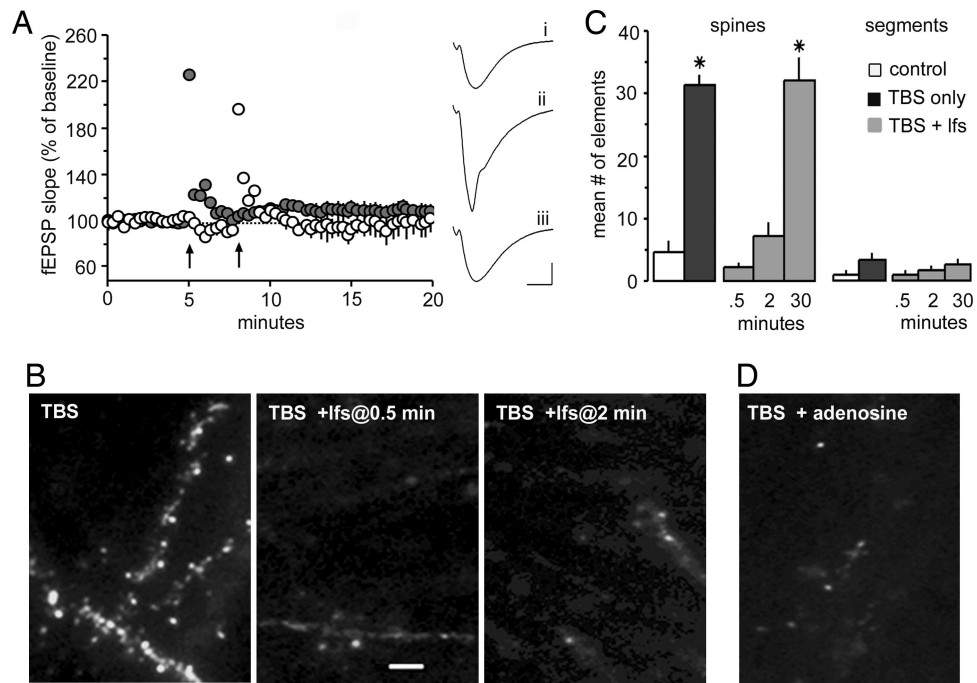 A
fEPSP slope (% of baseline)
260
220
180
140
100
60
0
5
10
15
20
minutes
i
ii
iii
C
spines
segments
mean # of elements
40
30
20
10
0
*
*
control
TBS only
TBS + lfs
.5 2 30
minutes
.5 2 30
minutes
B
TBS
TBS +lfs@0.5 min
TBS +lfs@2 min
D
TBS + adenosine